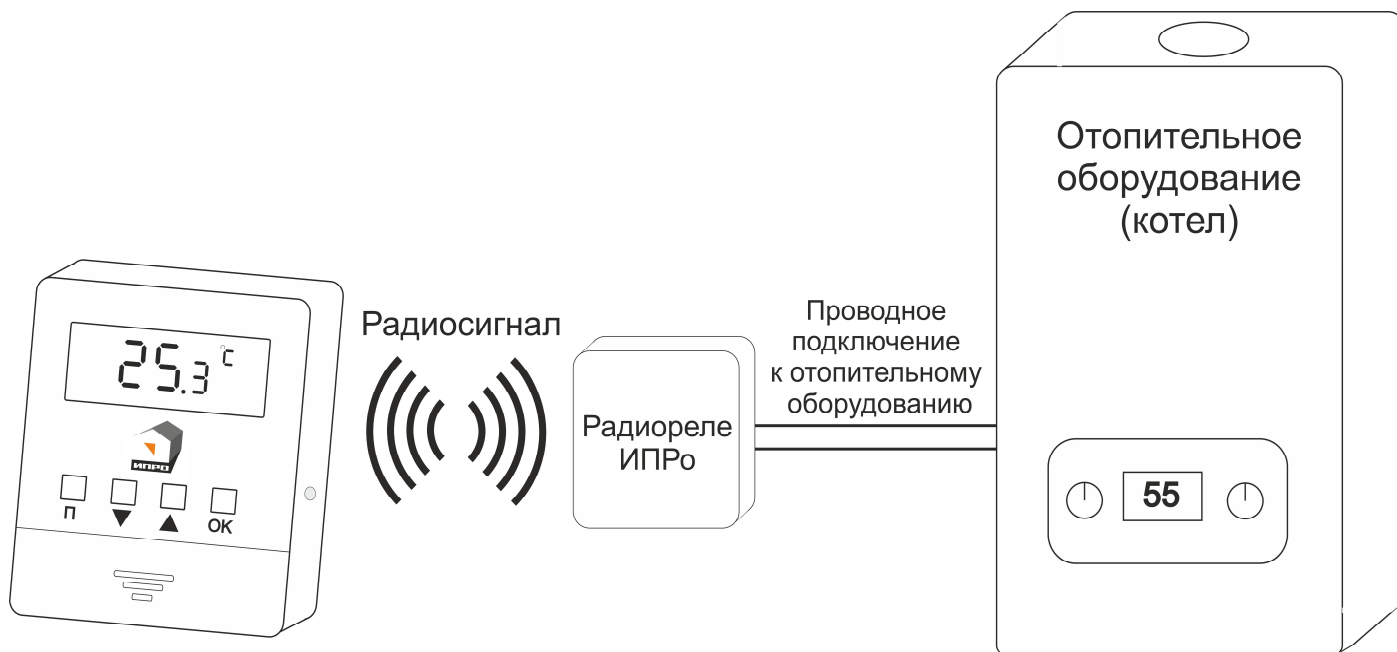 25.3 °C
ИПРО
П
ОК
Радиосигнал
Радиореле
ИПРо
Проводное
подключение
к отопительному
оборудованию
Отопительное
оборудование
(котел)
55